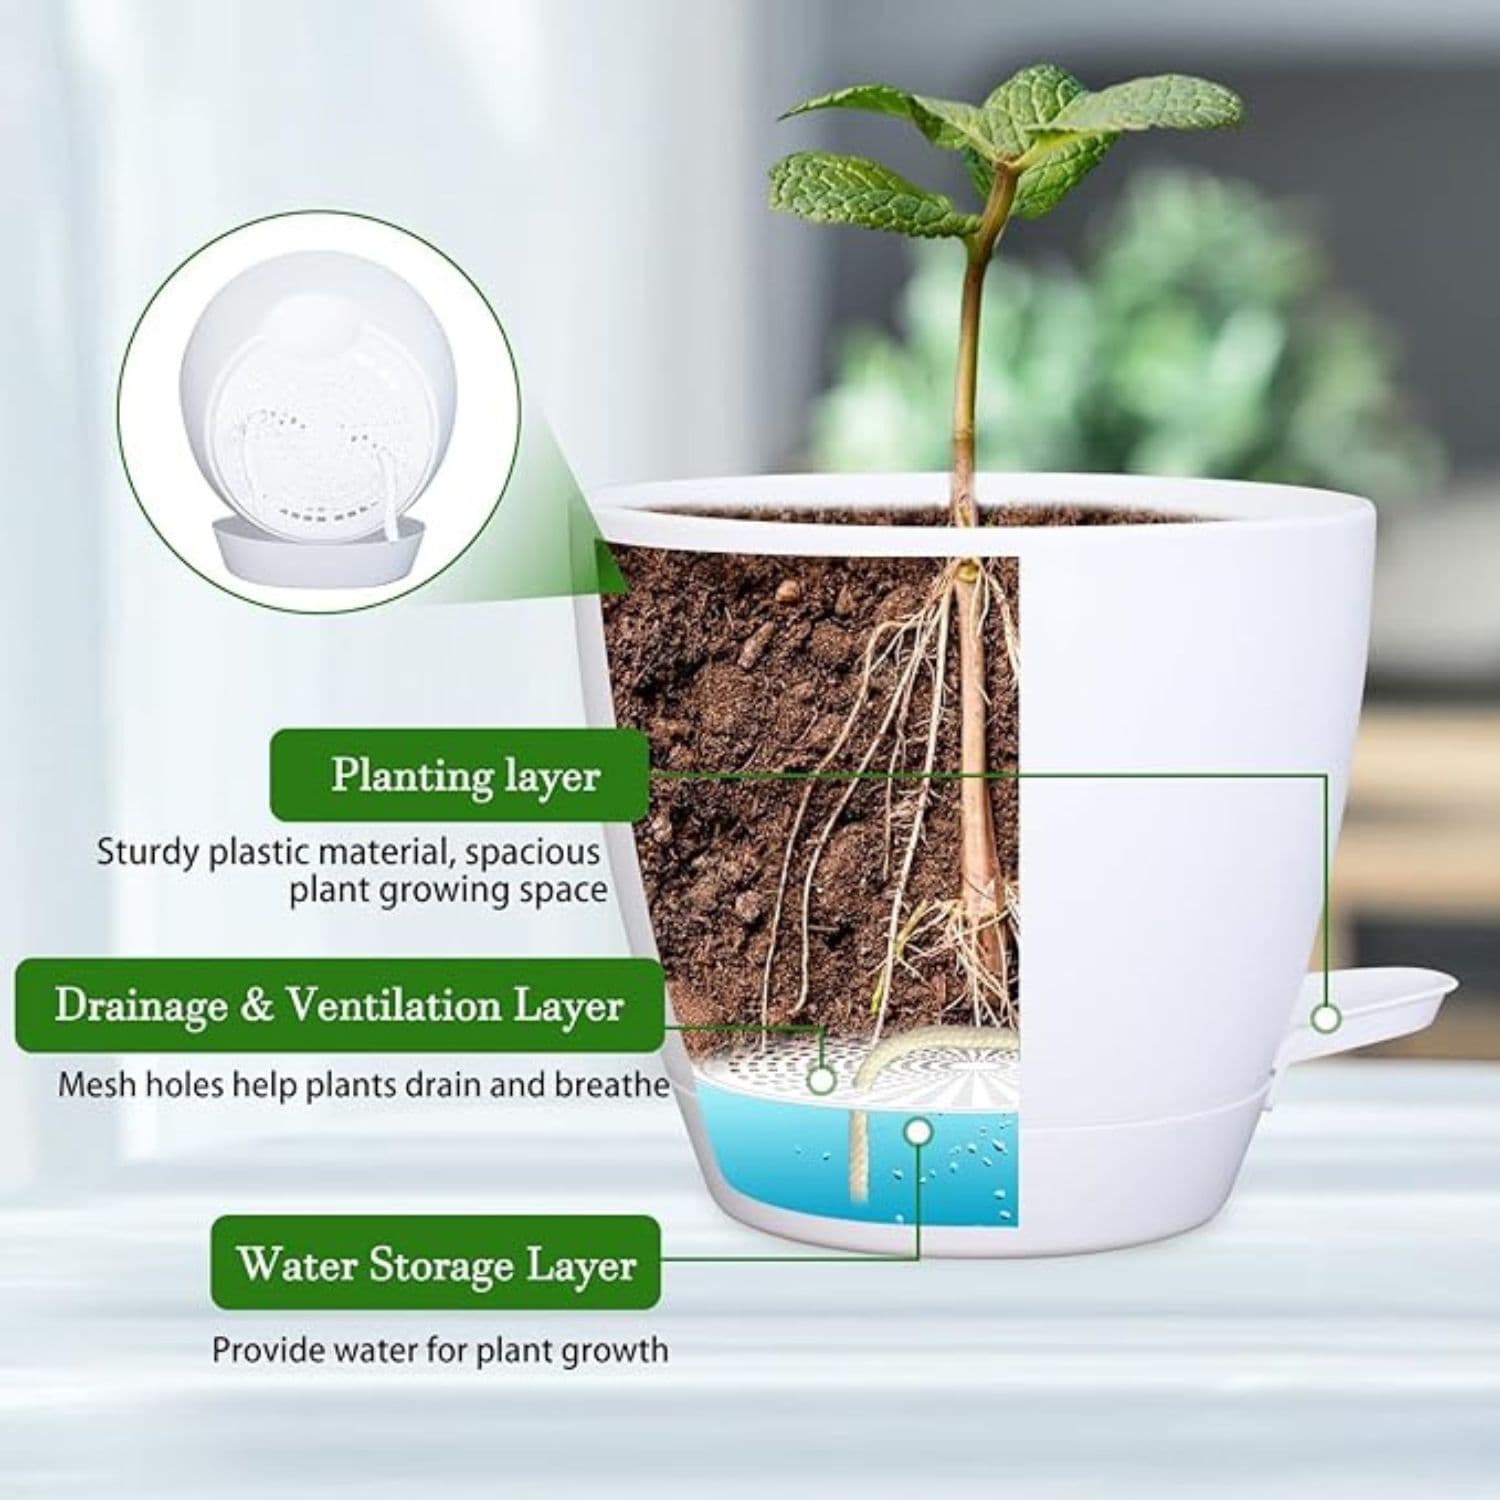 Planting layer
Sturdy plastic material, spacious
plant growing space
Drainage & Ventilation Layer
Mesh holes help plants drain and breathe
Water Storage Layer
Provide water for plant growth